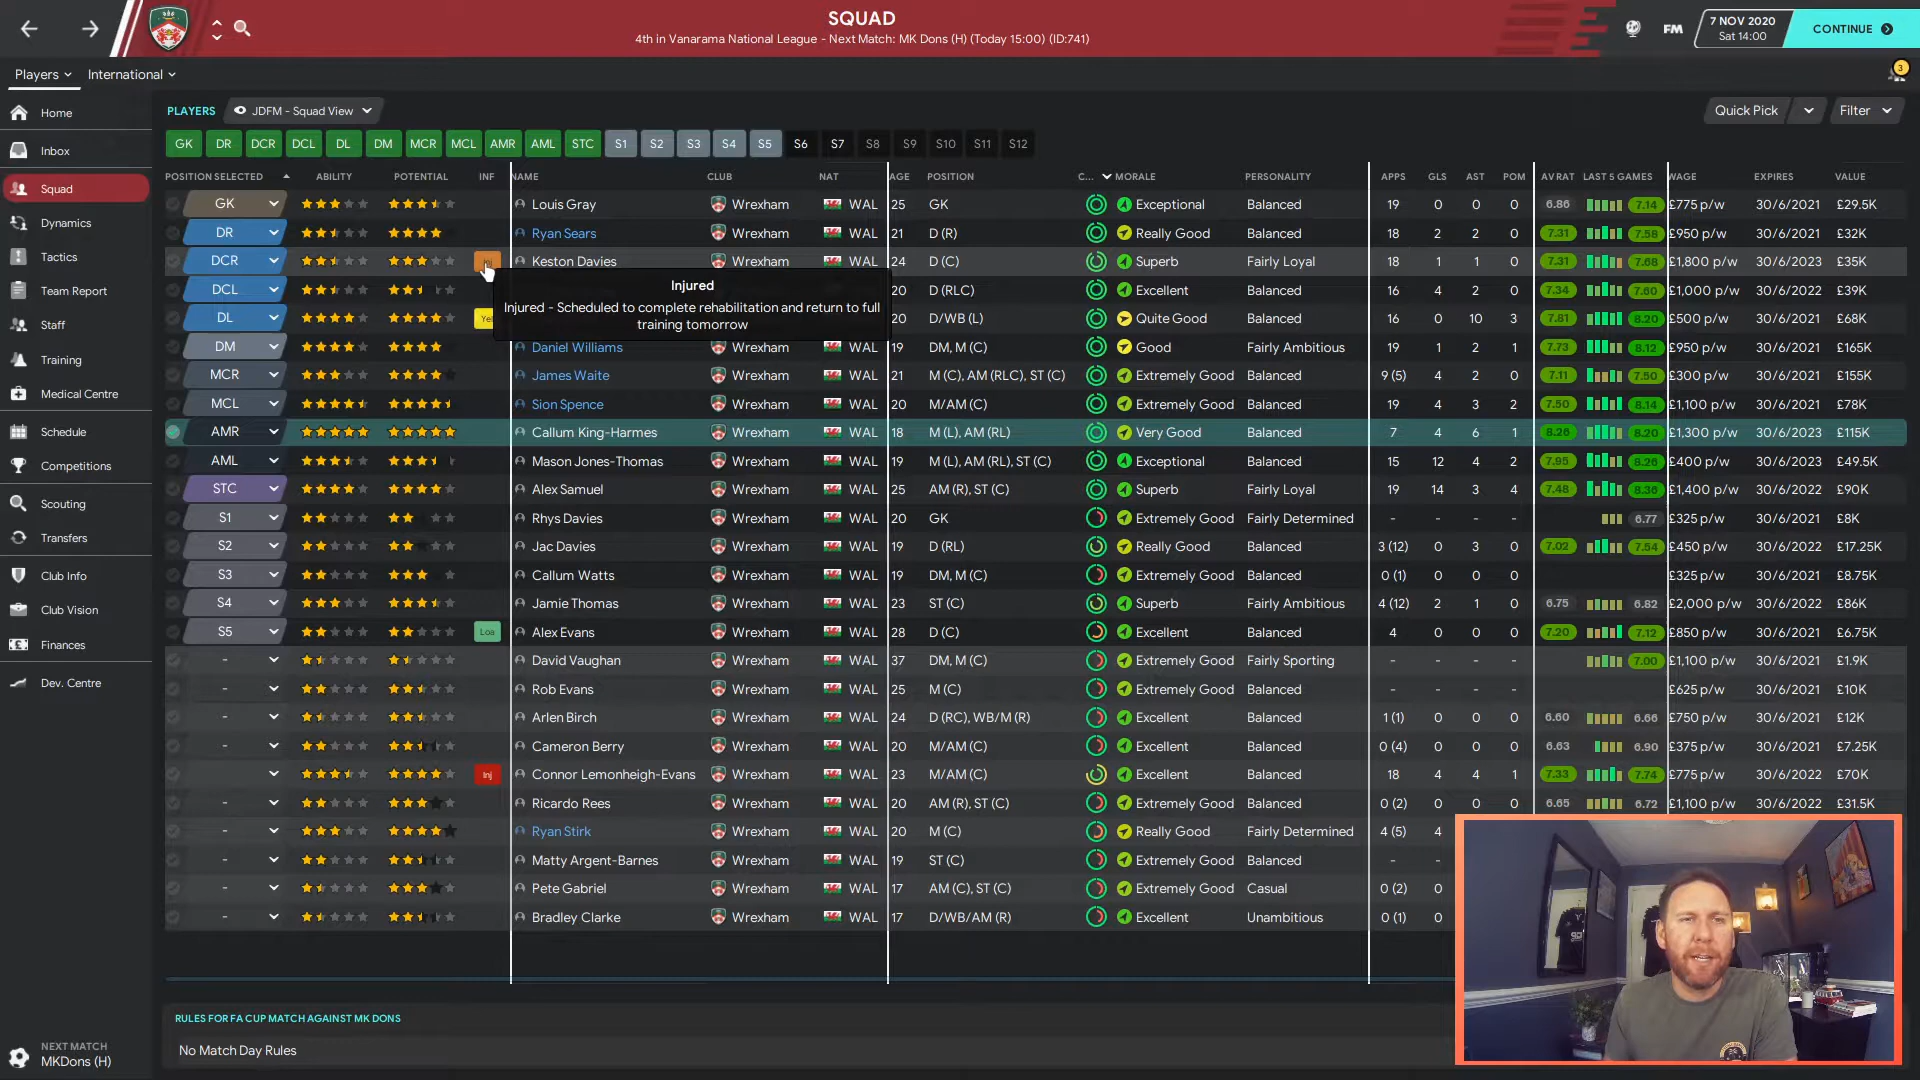 SQUAD
4th in Vanarama National League - Next Match: MK Dons (H) (Today 15:00) (ID:741)
FM
7 NOV 2020
Sat 14:00
CONTINUE
Players
International
3
Home
Inbox
Squad
Dynamics
Tactics
Team Report
Staff
Training
Medical Centre
Schedule
Competitions
Scouting
Transfers
Club Info
Club Vision
Finances
Dev. Centre
NEXT MATCH
MKDons (H)
PLAYERS JDFM - Squad View Quick Pick Filter
GK DR DCR DCL DL DM MCR MCL AMR AML STC S1 S2 S3 S4 S5 S6 S7 S8 S9 S10 S11 S12
POSITION SELECTED ABILITY POTENTIAL INF NAME CLUB NAT AGE POSITION C... MORALE PERSONALITY APPS GLS AST POM AV RAT LAST 5 GAMES WAGE EXPIRES VALUE
GK Louis Gray Wrexham WAL 25 GK Exceptional Balanced 19 0 0 0 6.86 7.14 £775 p/w 30/6/2021 £29.5K
DR Ryan Sears Wrexham WAL 21 D (R) Really Good Balanced 18 2 2 0 7.31 7.58 £950 p/w 30/6/2021 £32K
DCR Keston Davies Wrexham WAL 24 D (C) Superb Fairly Loyal 18 1 1 0 7.31 7.68 £1,800 p/w 30/6/2023 £35K
DCL 20 D (RLC) Excellent Balanced 16 4 2 0 7.34 7.60 £1,000 p/w 30/6/2022 £39K
DL Yel 20 D/WB (L) Quite Good Balanced 16 0 10 3 7.81 8.20 £500 p/w 30/6/2021 £68K
Injured
Injured - Scheduled to complete rehabilitation and return to full
training tomorrow
DM Daniel Williams Wrexham WAL 19 DM, M (C) Good Fairly Ambitious 19 1 2 1 7.73 8.12 £950 p/w 30/6/2021 £165K
MCR James Waite Wrexham WAL 21 M (C), AM (RLC), ST (C) Extremely Good Balanced 9 (5) 4 2 0 7.11 7.50 £300 p/w 30/6/2021 £155K
MCL Sion Spence Wrexham WAL 20 M/AM (C) Extremely Good Balanced 19 4 3 2 7.50 8.14 £1,100 p/w 30/6/2021 £78K
AMR Callum King-Harmes Wrexham WAL 18 M (L), AM (RL) Very Good Balanced 7 4 6 1 8.26 8.20 £1,300 p/w 30/6/2023 £115K
AML Mason Jones-Thomas Wrexham WAL 19 M (L), AM (RL), ST (C) Exceptional Balanced 15 12 4 2 7.95 8.26 £400 p/w 30/6/2023 £49.5K
STC Alex Samuel Wrexham WAL 25 AM (R), ST (C) Superb Fairly Loyal 19 14 3 4 7.48 8.36 £1,400 p/w 30/6/2022 £90K
S1 Rhys Davies Wrexham WAL 20 GK Extremely Good Fairly Determined - - - - 6.77 £325 p/w 30/6/2021 £8K
S2 Jac Davies Wrexham WAL 19 D (RL) Really Good Balanced 3 (12) 0 3 0 7.02 7.54 £450 p/w 30/6/2022 £17.25K
S3 Callum Watts Wrexham WAL 19 DM, M (C) Extremely Good Balanced 0 (1) 0 0 0 £325 p/w 30/6/2021 £8.75K
S4 Jamie Thomas Wrexham WAL 23 ST (C) Superb Fairly Ambitious 4 (12) 2 1 0 6.75 6.82 £2,000 p/w 30/6/2022 £86K
S5 Loa Alex Evans Wrexham WAL 28 D (C) Excellent Balanced 4 0 0 0 7.20 7.12 £850 p/w 30/6/2021 £6.75K
- David Vaughan Wrexham WAL 37 DM, M (C) Extremely Good Fairly Sporting - - - - 7.00 £1,100 p/w 30/6/2021 £1.9K
- Rob Evans Wrexham WAL 25 M (C) Extremely Good Balanced - - - - £625 p/w 30/6/2021 £10K
- Arlen Birch Wrexham WAL 24 D (RC), WB/M (R) Excellent Balanced 1 (1) 0 0 0 6.60 6.66 £750 p/w 30/6/2021 £12K
- Cameron Berry Wrexham WAL 20 M/AM (C) Excellent Balanced 0 (4) 0 0 0 6.63 6.90 £375 p/w 30/6/2021 £7.25K
Inj Connor Lemonheigh-Evans Wrexham WAL 23 M/AM (C) Excellent Balanced 18 4 4 1 7.33 7.74 £775 p/w 30/6/2022 £70K
- Ricardo Rees Wrexham WAL 20 AM (R), ST (C) Extremely Good Balanced 0 (2) 0 0 0 6.65 6.72 £1,100 p/w 30/6/2022 £31.5K
- Ryan Stirk Wrexham WAL 20 M (C) Really Good Fairly Determined 4 (5) 4
- Matty Argent-Barnes Wrexham WAL 19 ST (C) Extremely Good Balanced - -
- Pete Gabriel Wrexham WAL 17 AM (C), ST (C) Extremely Good Casual 0 (2) 0
- Bradley Clarke Wrexham WAL 17 D/WB/AM (R) Excellent Unambitious 0 (1) 0
RULES FOR FA CUP MATCH AGAINST MK DONS
No Match Day Rules